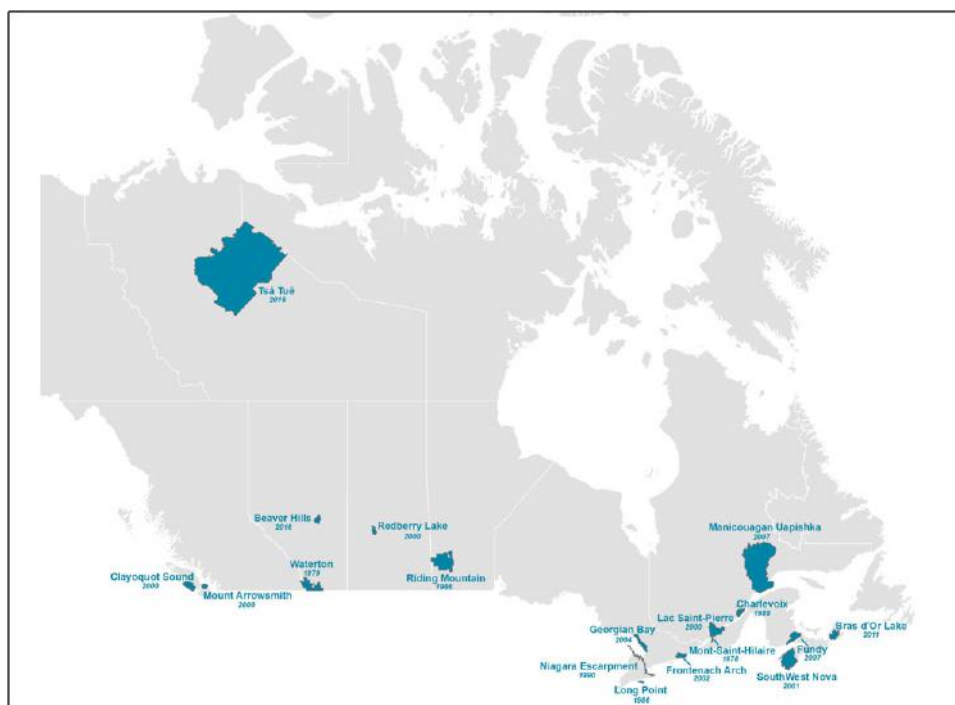 Tsá Tué
2016
Beaver Hills
2016
Redberry Lake
2000
Manicouagan Uapishka
2007
Waterton
1979
Clayoquot Sound
2000
Riding Mountain
1986
Mount Arrowsmith
2000
Charlevoix
Lac Saint-Pierre
2000
Georgian Bay
2004
Bras d'Or Lake
2011
Mont-Saint-Hilaire
1978
Fundy
2007
Niagara Escarpment
1990
Frontenach Arch
2002
SouthWest Nova
2001
Long Point
1986